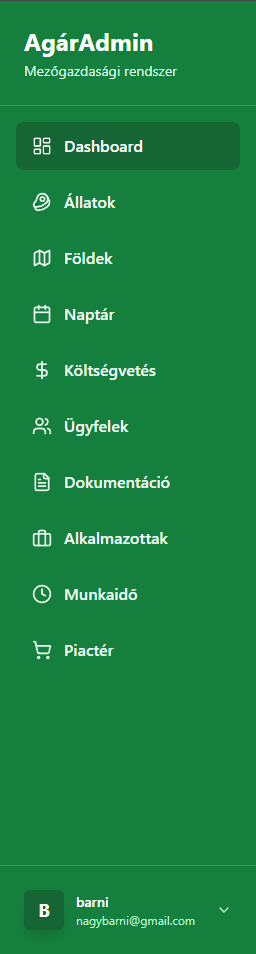 AgárAdmin
Mezőgazdasági rendszer
Dashboard
Állatok
Földek
Naptár
Költségvetés
Ügyfelek
Dokumentáció
Alkalmazottak
Munkaidő
Piactér
B
barni
nagybarni@gmail.com